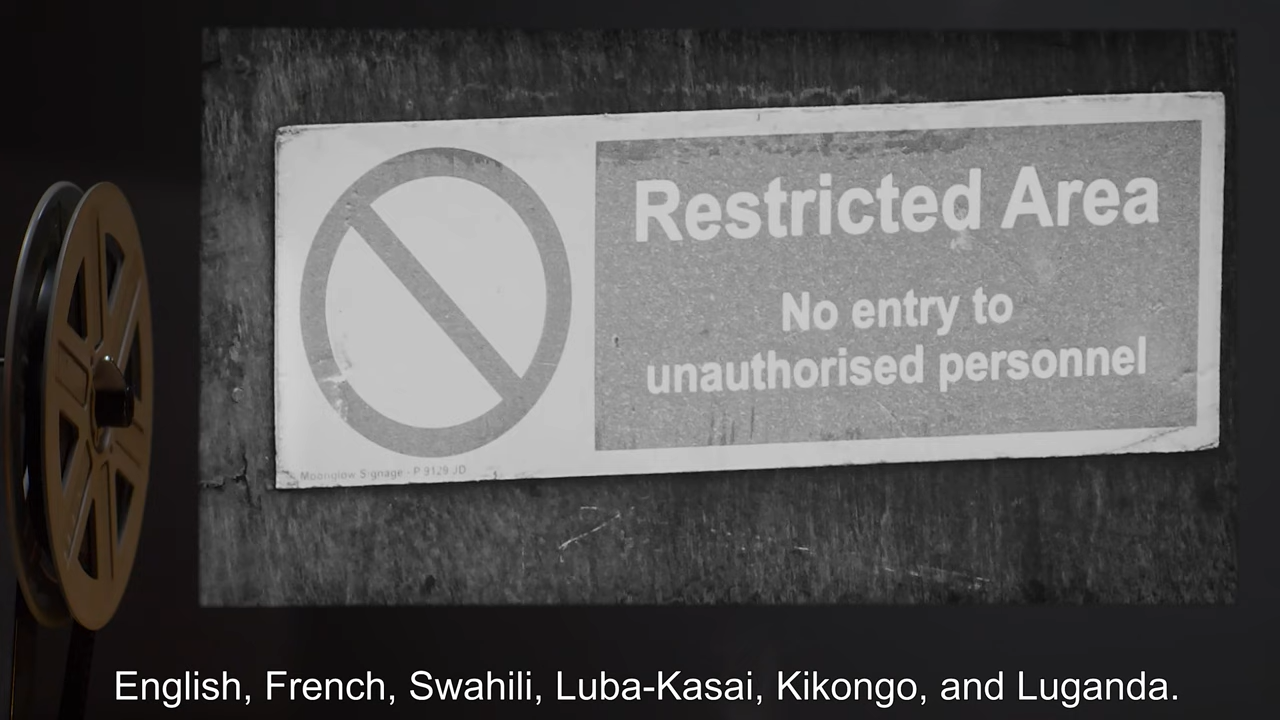 Restricted Area
No entry to
unauthorised personnel
Moonglow Signage - P 9129 JD
English, French, Swahili, Luba-Kasai, Kikongo, and Luganda.